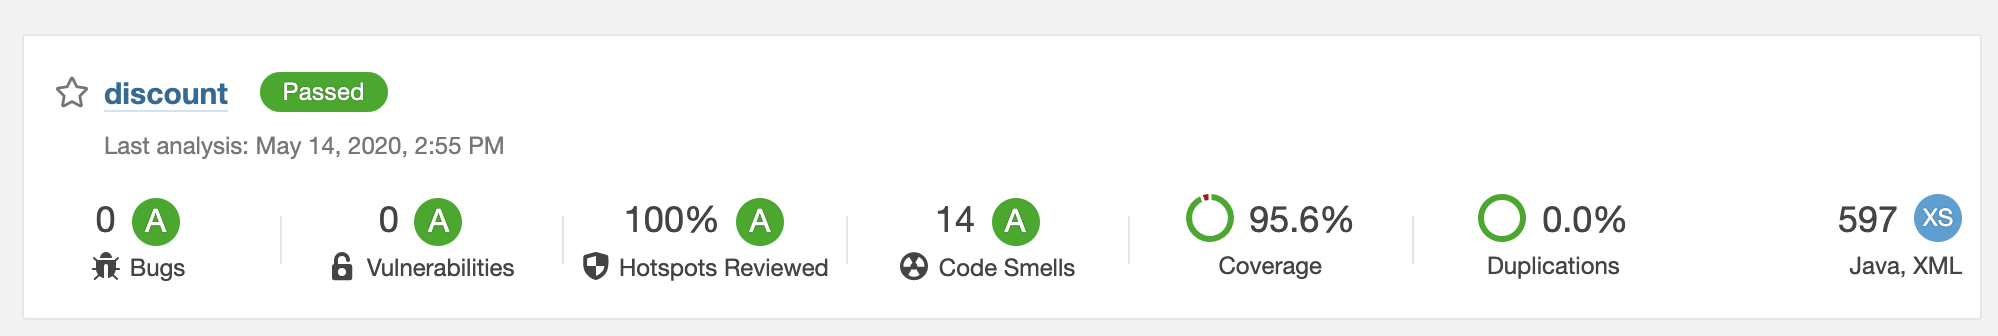 discount Passed
Last analysis: May 14, 2020, 2:55 PM
0 A 0 A 100% A 14 A 95.6% 0.0% 597 XS
Bugs Vulnerabilities Hotspots Reviewed Code Smells Coverage Duplications Java, XML